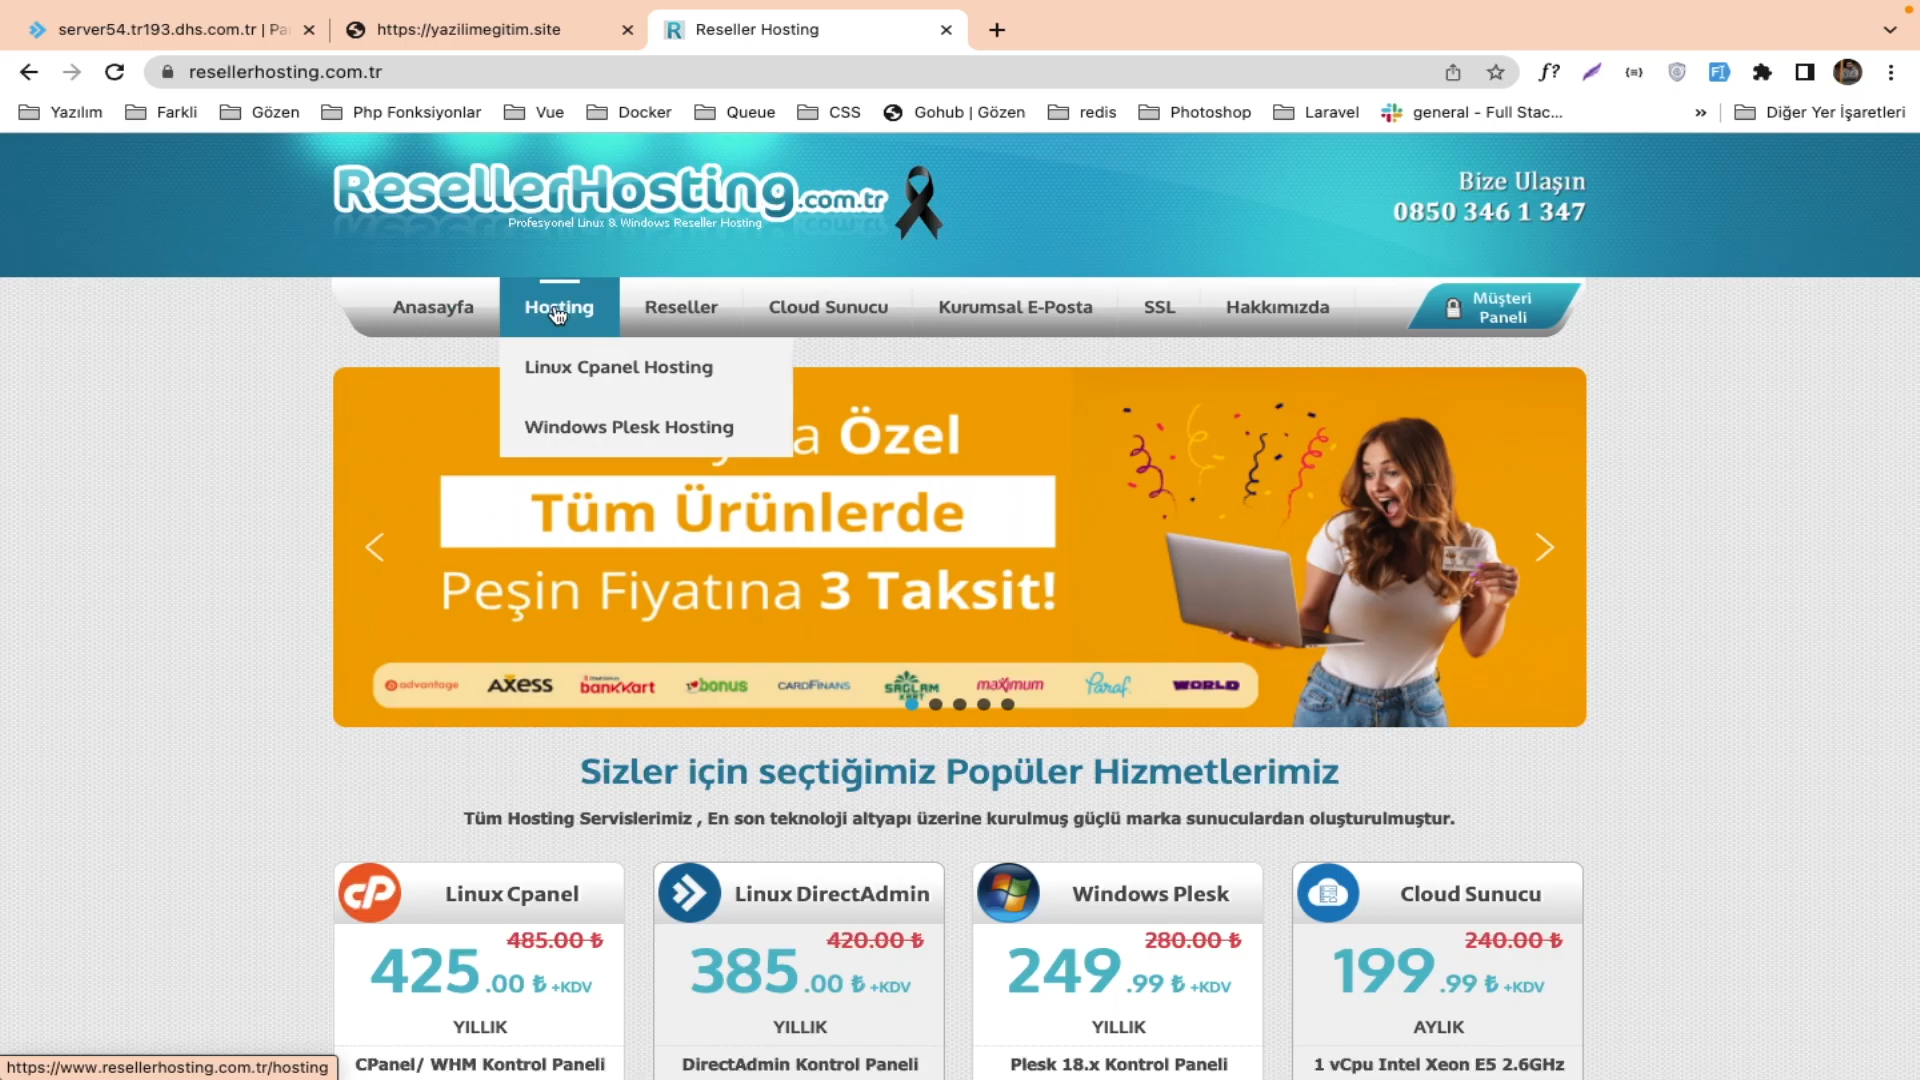 server54.tr193.dhs.com.tr | Pa
https://yazilimegitim.site
Reseller Hosting
resellerhosting.com.tr
Yazılım
Farkli
Gözen
Php Fonksiyonlar
Vue
Docker
Queue
CSS
Gohub | Gözen
redis
Photoshop
Laravel
general - Full Stac...
Diğer Yer İşaretleri
ResellerHosting.com.tr
Profesyonel Linux & Windows Reseller Hosting
Bize Ulaşın
0850 346 1 347
Anasayfa
Hosting
Reseller
Cloud Sunucu
Kurumsal E-Posta
SSL
Hakkımızda
Müşteri
Paneli
Linux Cpanel Hosting
Windows Plesk Hosting
a Özel
Tüm Ürünlerde
Peşin Fiyatına 3 Taksit!
advantage
AXESS
bankkart
bonus
CARDFINANS
SAĞLAM
KART
maximum
Paraf
WORLD
Sizler için seçtiğimiz Popüler Hizmetlerimiz
Tüm Hosting Servislerimiz , En son teknoloji altyapı üzerine kurulmuş güçlü marka sunuculardan oluşturulmuştur.
cP
Linux Cpanel
485.00 ₺
425.00 ₺ +KDV
YILLIK
CPanel/ WHM Kontrol Paneli
Linux DirectAdmin
420.00 ₺
385.00 ₺ +KDV
YILLIK
DirectAdmin Kontrol Paneli
Windows Plesk
280.00 ₺
249.99 ₺ +KDV
YILLIK
Plesk 18.x Kontrol Paneli
Cloud Sunucu
240.00 ₺
199.99 ₺ +KDV
AYLIK
1 vCpu Intel Xeon E5 2.6GHz
https://www.resellerhosting.com.tr/hosting